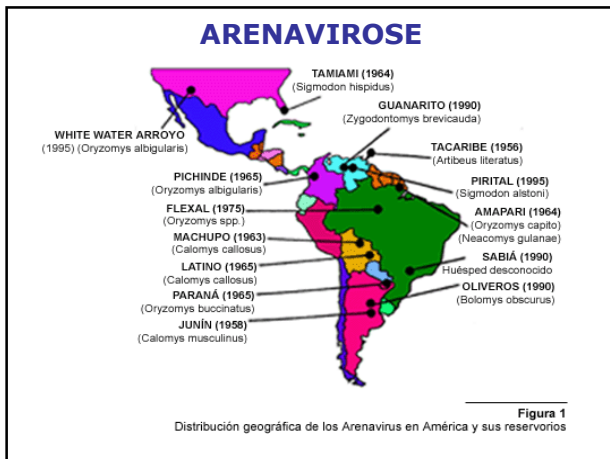 ARENAVIROSE
TAMIAMI (1964)
(Sigmodon hispidus)
GUANARITO (1990)
(Zygodontomys brevicauda)
WHITE WATER ARROYO
(1995) (Oryzomys albigularis)
TACARIBE (1956)
(Artibeus literatus)
PICHINDE (1965)
(Oryzomys albigularis)
PIRITAL (1995)
(Sigmodon alstoni)
FLEXAL (1975)
(Oryzomys spp.)
AMAPARI (1964)
(Oryzomys capito)
(Neacomys gulanae)
MACHUPO (1963)
(Calomys callosus)
SABIÁ (1990)
Huésped desconocido
LATINO (1965)
(Calomys callosus)
OLIVEROS (1990)
(Bolomys obscurus)
PARANÁ (1965)
(Oryzomys buccinatus)
JUNÍN (1958)
(Calomys musculinus)
Figura 1
Distribución geográfica de los Arenavirus en América y sus reservorios